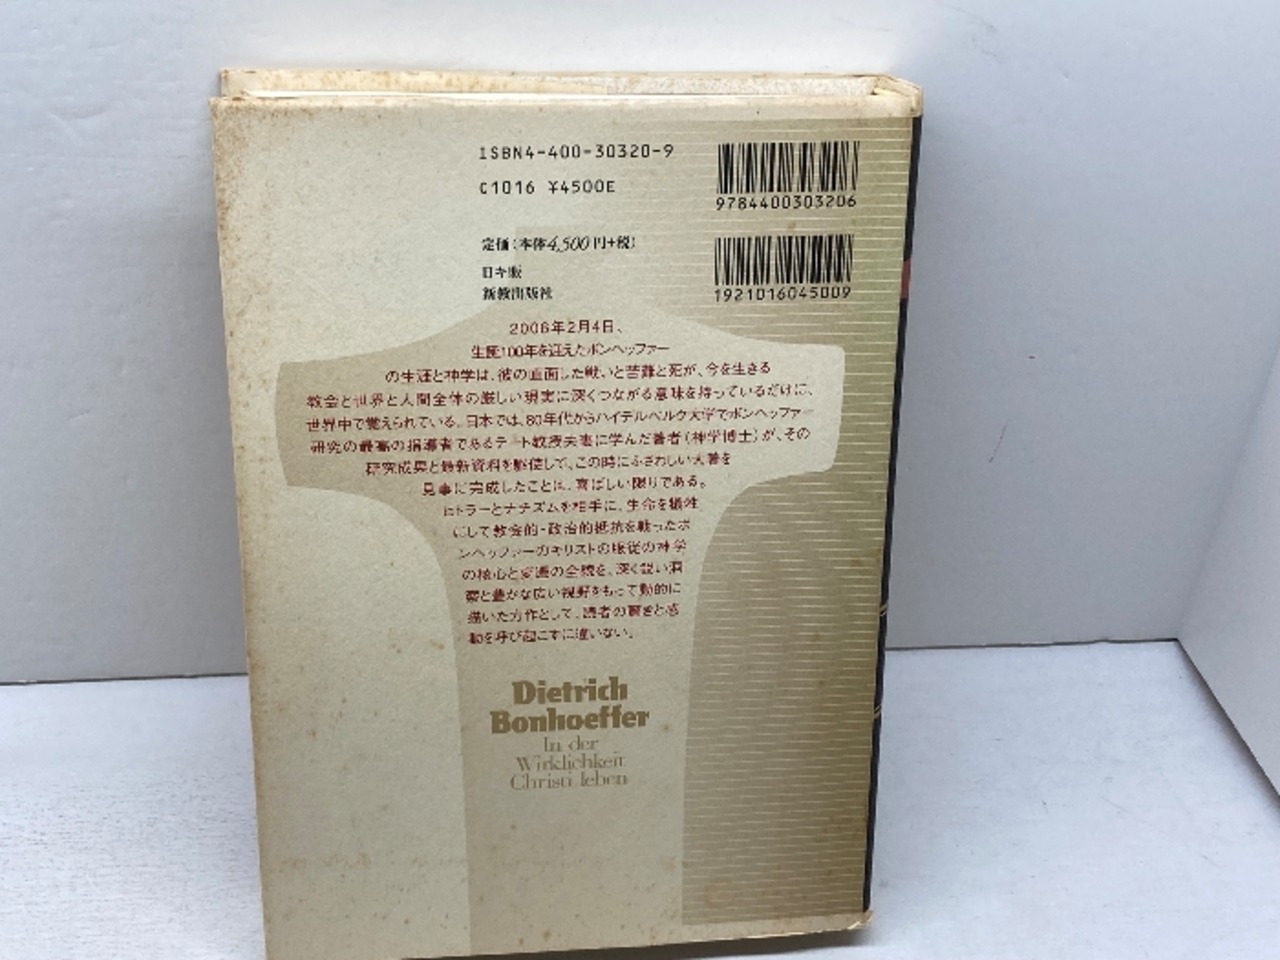 ISBN4-400-30320-9
C1016 ¥4500E
9784400303206
定価(本体4,500円+税)
日キ販
新教出版社
1921016045009
2006年2月4日、
生誕100年を迎えたボンヘッファー
の生涯と神学は、彼の直面した戦いと苦難と死が、今を生きる
教会と世界と人間全体の厳しい現実に深くつながる意味を持っているだけに、
世界中で覚えられている。日本では、80年代からハイデルベルク大学でボンヘッファー
研究の最高の指導者であるテート教授夫妻に学んだ著者(神学博士)が、その
研究成果と最新資料を駆使して、この時にふさわしい大著を
見事に完成したことは、喜ばしい限りである。
ヒトラーとナチズムを相手に、生命を犠牲
にして教会的・政治的抵抗を戦ったボ
ンヘッファーのキリストの服従の神学
の核心と変遷の全貌を、深く鋭い洞
察と豊かな広い視野をもって動的に
描いた力作として、読者の驚きと感
動を呼び起こすに違いない。
Dietrich
Bonhoeffer
In der
Wirklichkeit
Christi leben